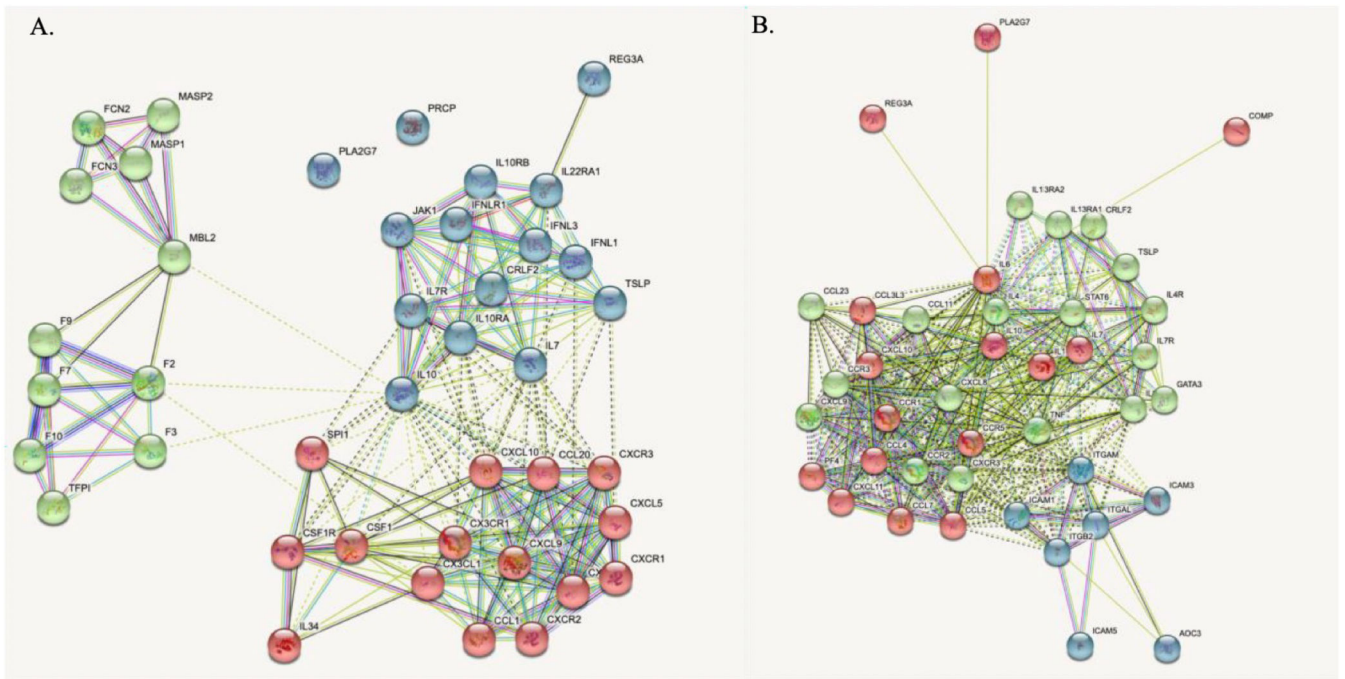 A.
REG3A
MASP2
FCN2
PRCP
MASP1
FCN3
PLA2G7
IL10RB
IL22RA1
JAK1
IFNLR1
IFNL3
IFNL1
MBL2
CRLF2
TSLP
IL7R
IL10RA
F9
IL7
F2
F7
IL10
F3
F10
SPI1
CXCL10
CCL20
CXCR3
TFPI
CXCL5
CSF1R
CSF1
CX3CR1
CXCL9
CXCR1
CX3CL1
IL34
CCL1
CXCR2
B.
PLA2G7
REG3A
COMP
IL13RA2
IL13RA1
CRLF2
IL6
TSLP
CCL23
CCL3L3
CCL11
IL4
STAT6
IL4R
IL10
IL7
CXCL10
IL7R
CCR3
CXCL8
GATA3
CXCL9
CCR1
TNF
CCR5
CCL4
CCR2
CXCR3
ITGAM
PF4
CXCL11
ICAM1
ICAM3
CCL7
CCL5
ITGAL
ITGB2
ICAM5
AOC3